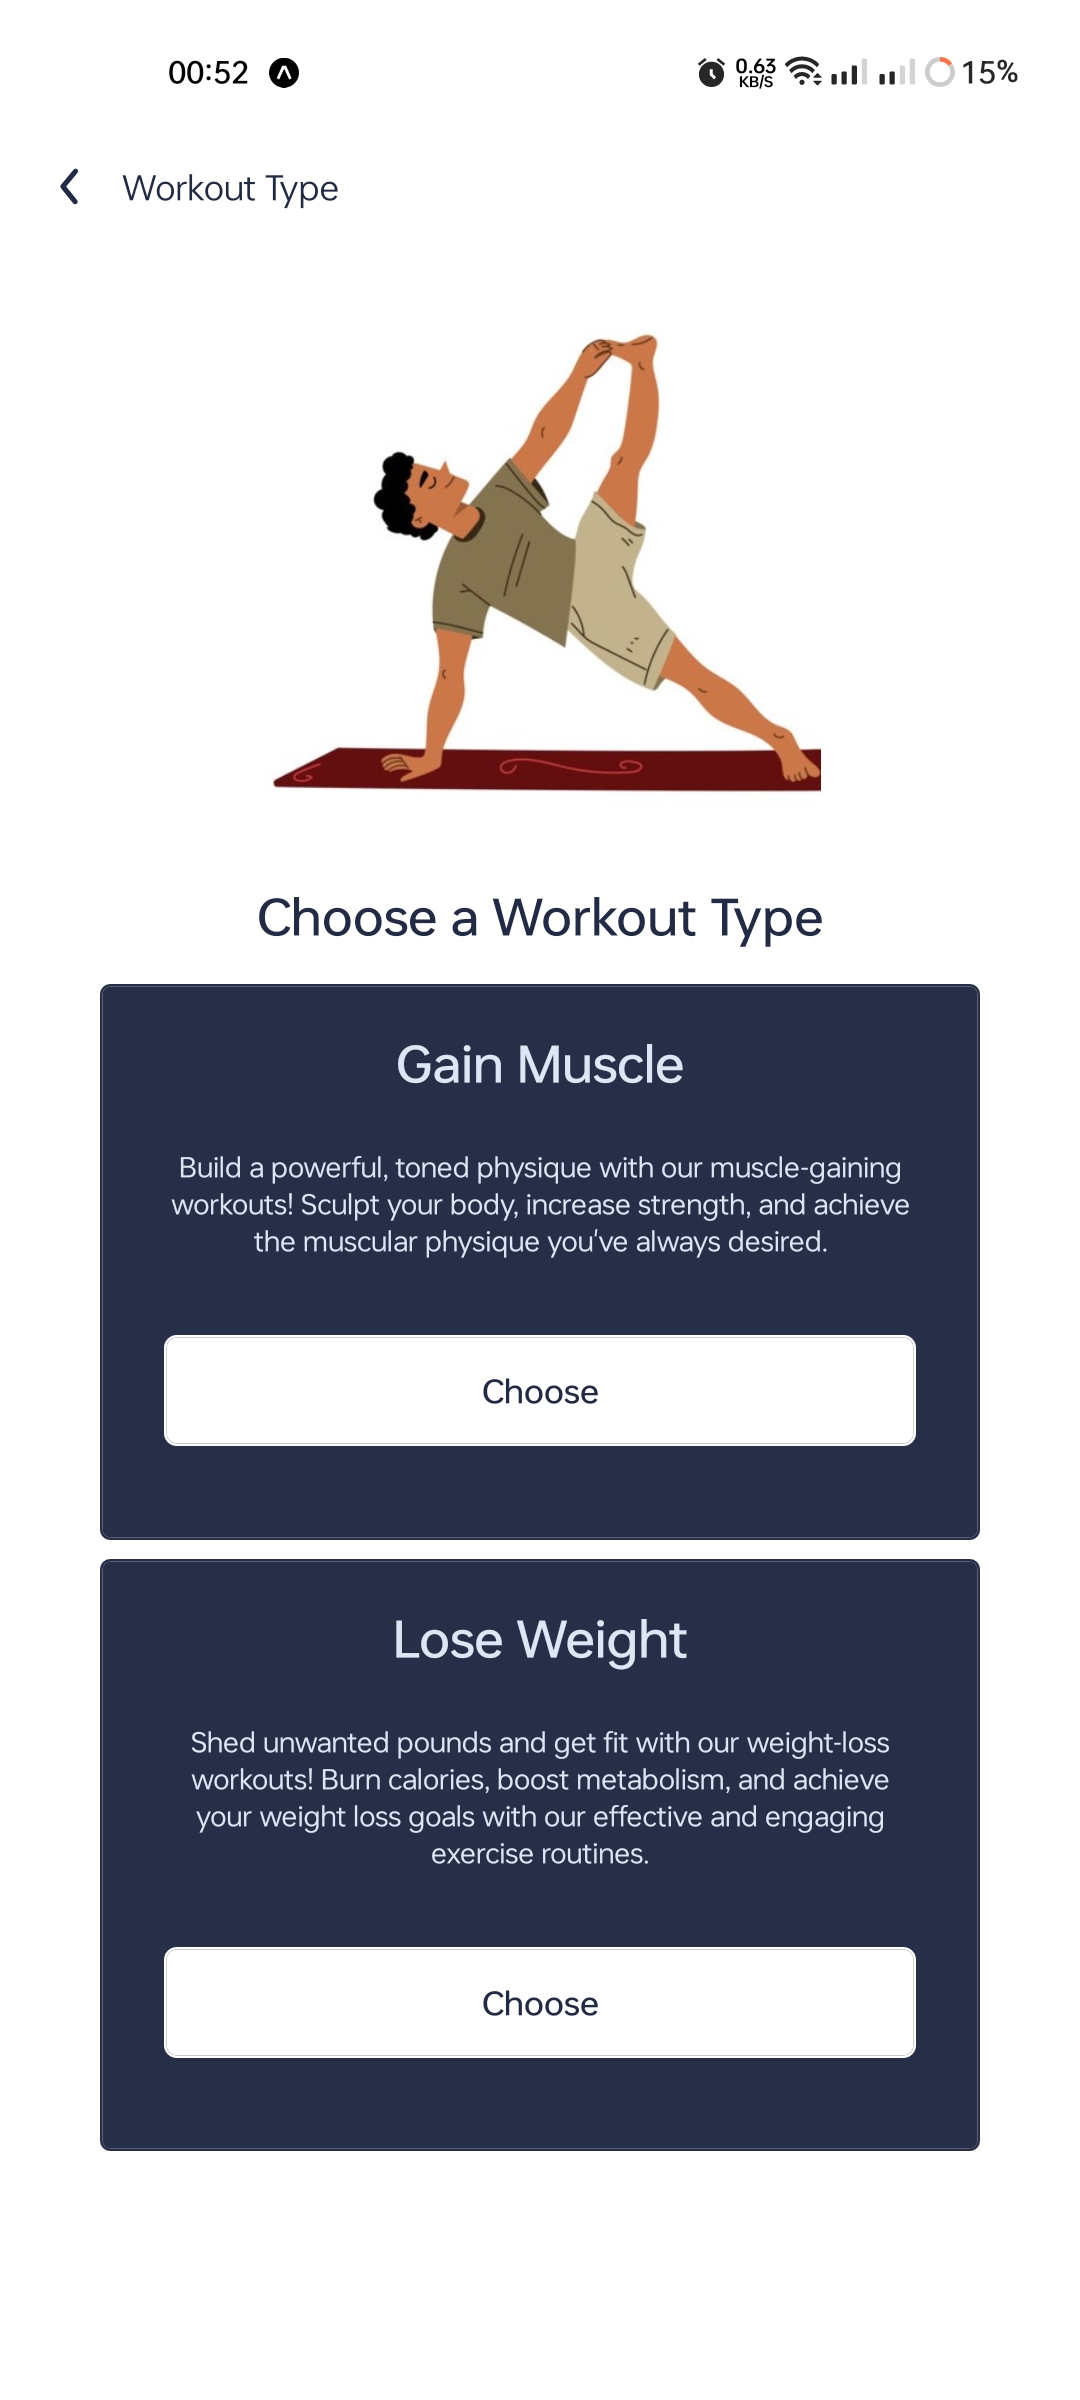 00:52
0.63
KB/S
15%
Workout Type
Choose a Workout Type
Gain Muscle
Build a powerful, toned physique with our muscle-gaining
workouts! Sculpt your body, increase strength, and achieve
the muscular physique you've always desired.
Choose
Lose Weight
Shed unwanted pounds and get fit with our weight-loss
workouts! Burn calories, boost metabolism, and achieve
your weight loss goals with our effective and engaging
exercise routines.
Choose